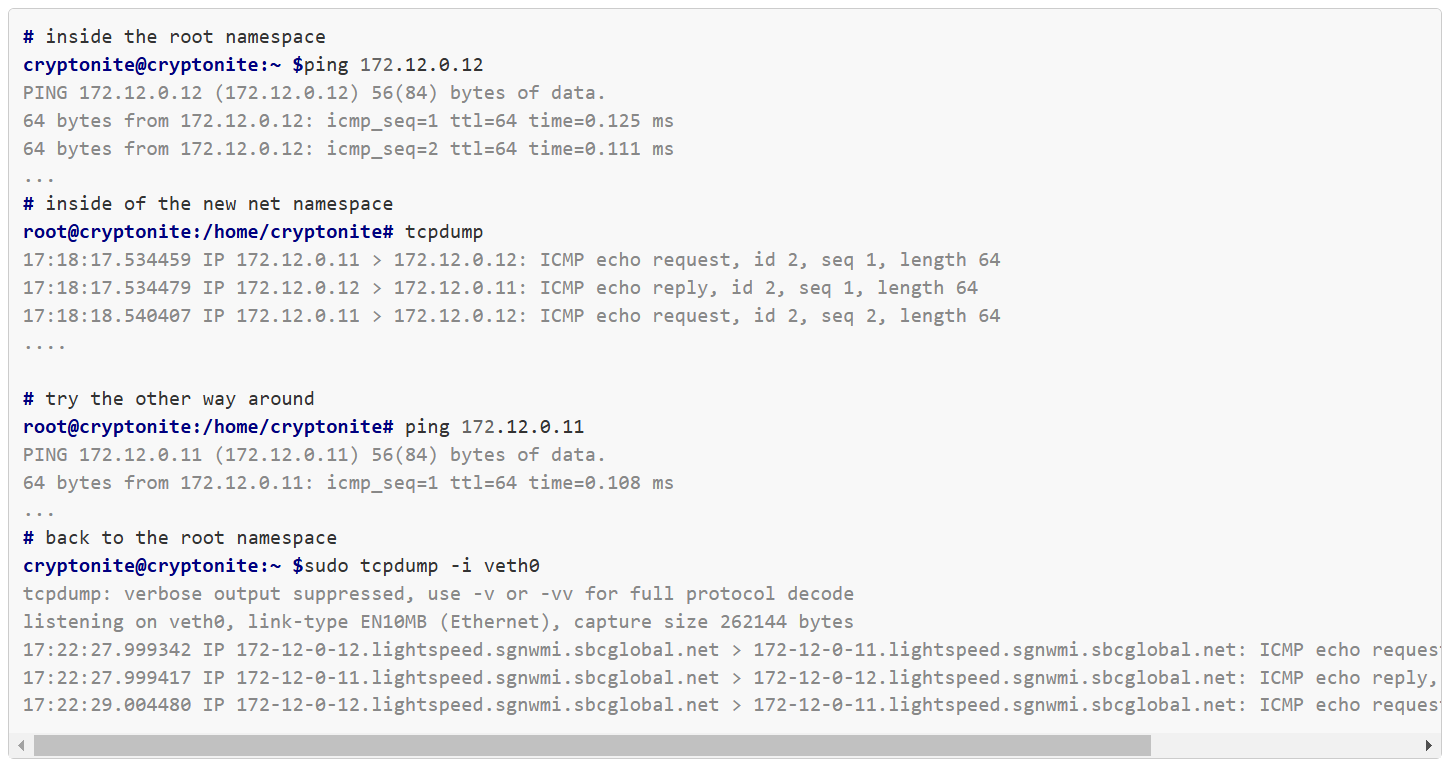 # inside the root namespace
cryptonite@cryptonite:~ $ping 172.12.0.12
PING 172.12.0.12 (172.12.0.12) 56(84) bytes of data.
64 bytes from 172.12.0.12: icmp_seq=1 ttl=64 time=0.125 ms
64 bytes from 172.12.0.12: icmp_seq=2 ttl=64 time=0.111 ms
...
# inside of the new net namespace
root@cryptonite:/home/cryptonite# tcpdump
17:18:17.534459 IP 172.12.0.11 > 172.12.0.12: ICMP echo request, id 2, seq 1, length 64
17:18:17.534479 IP 172.12.0.12 > 172.12.0.11: ICMP echo reply, id 2, seq 1, length 64
17:18:18.540407 IP 172.12.0.11 > 172.12.0.12: ICMP echo request, id 2, seq 2, length 64
....
# try the other way around
root@cryptonite:/home/cryptonite# ping 172.12.0.11
PING 172.12.0.11 (172.12.0.11) 56(84) bytes of data.
64 bytes from 172.12.0.11: icmp_seq=1 ttl=64 time=0.108 ms
...
# back to the root namespace
cryptonite@cryptonite:~ $sudo tcpdump -i veth0
tcpdump: verbose output suppressed, use -v or -vv for full protocol decode
listening on veth0, link-type EN10MB (Ethernet), capture size 262144 bytes
17:22:27.999342 IP 172-12-0-12.lightspeed.sgnwmi.sbcglobal.net > 172-12-0-11.lightspeed.sgnwmi.sbcglobal.net: ICMP echo reques
17:22:27.999417 IP 172-12-0-11.lightspeed.sgnwmi.sbcglobal.net > 172-12-0-12.lightspeed.sgnwmi.sbcglobal.net: ICMP echo reply,
17:22:29.004480 IP 172-12-0-12.lightspeed.sgnwmi.sbcglobal.net > 172-12-0-11.lightspeed.sgnwmi.sbcglobal.net: ICMP echo reques